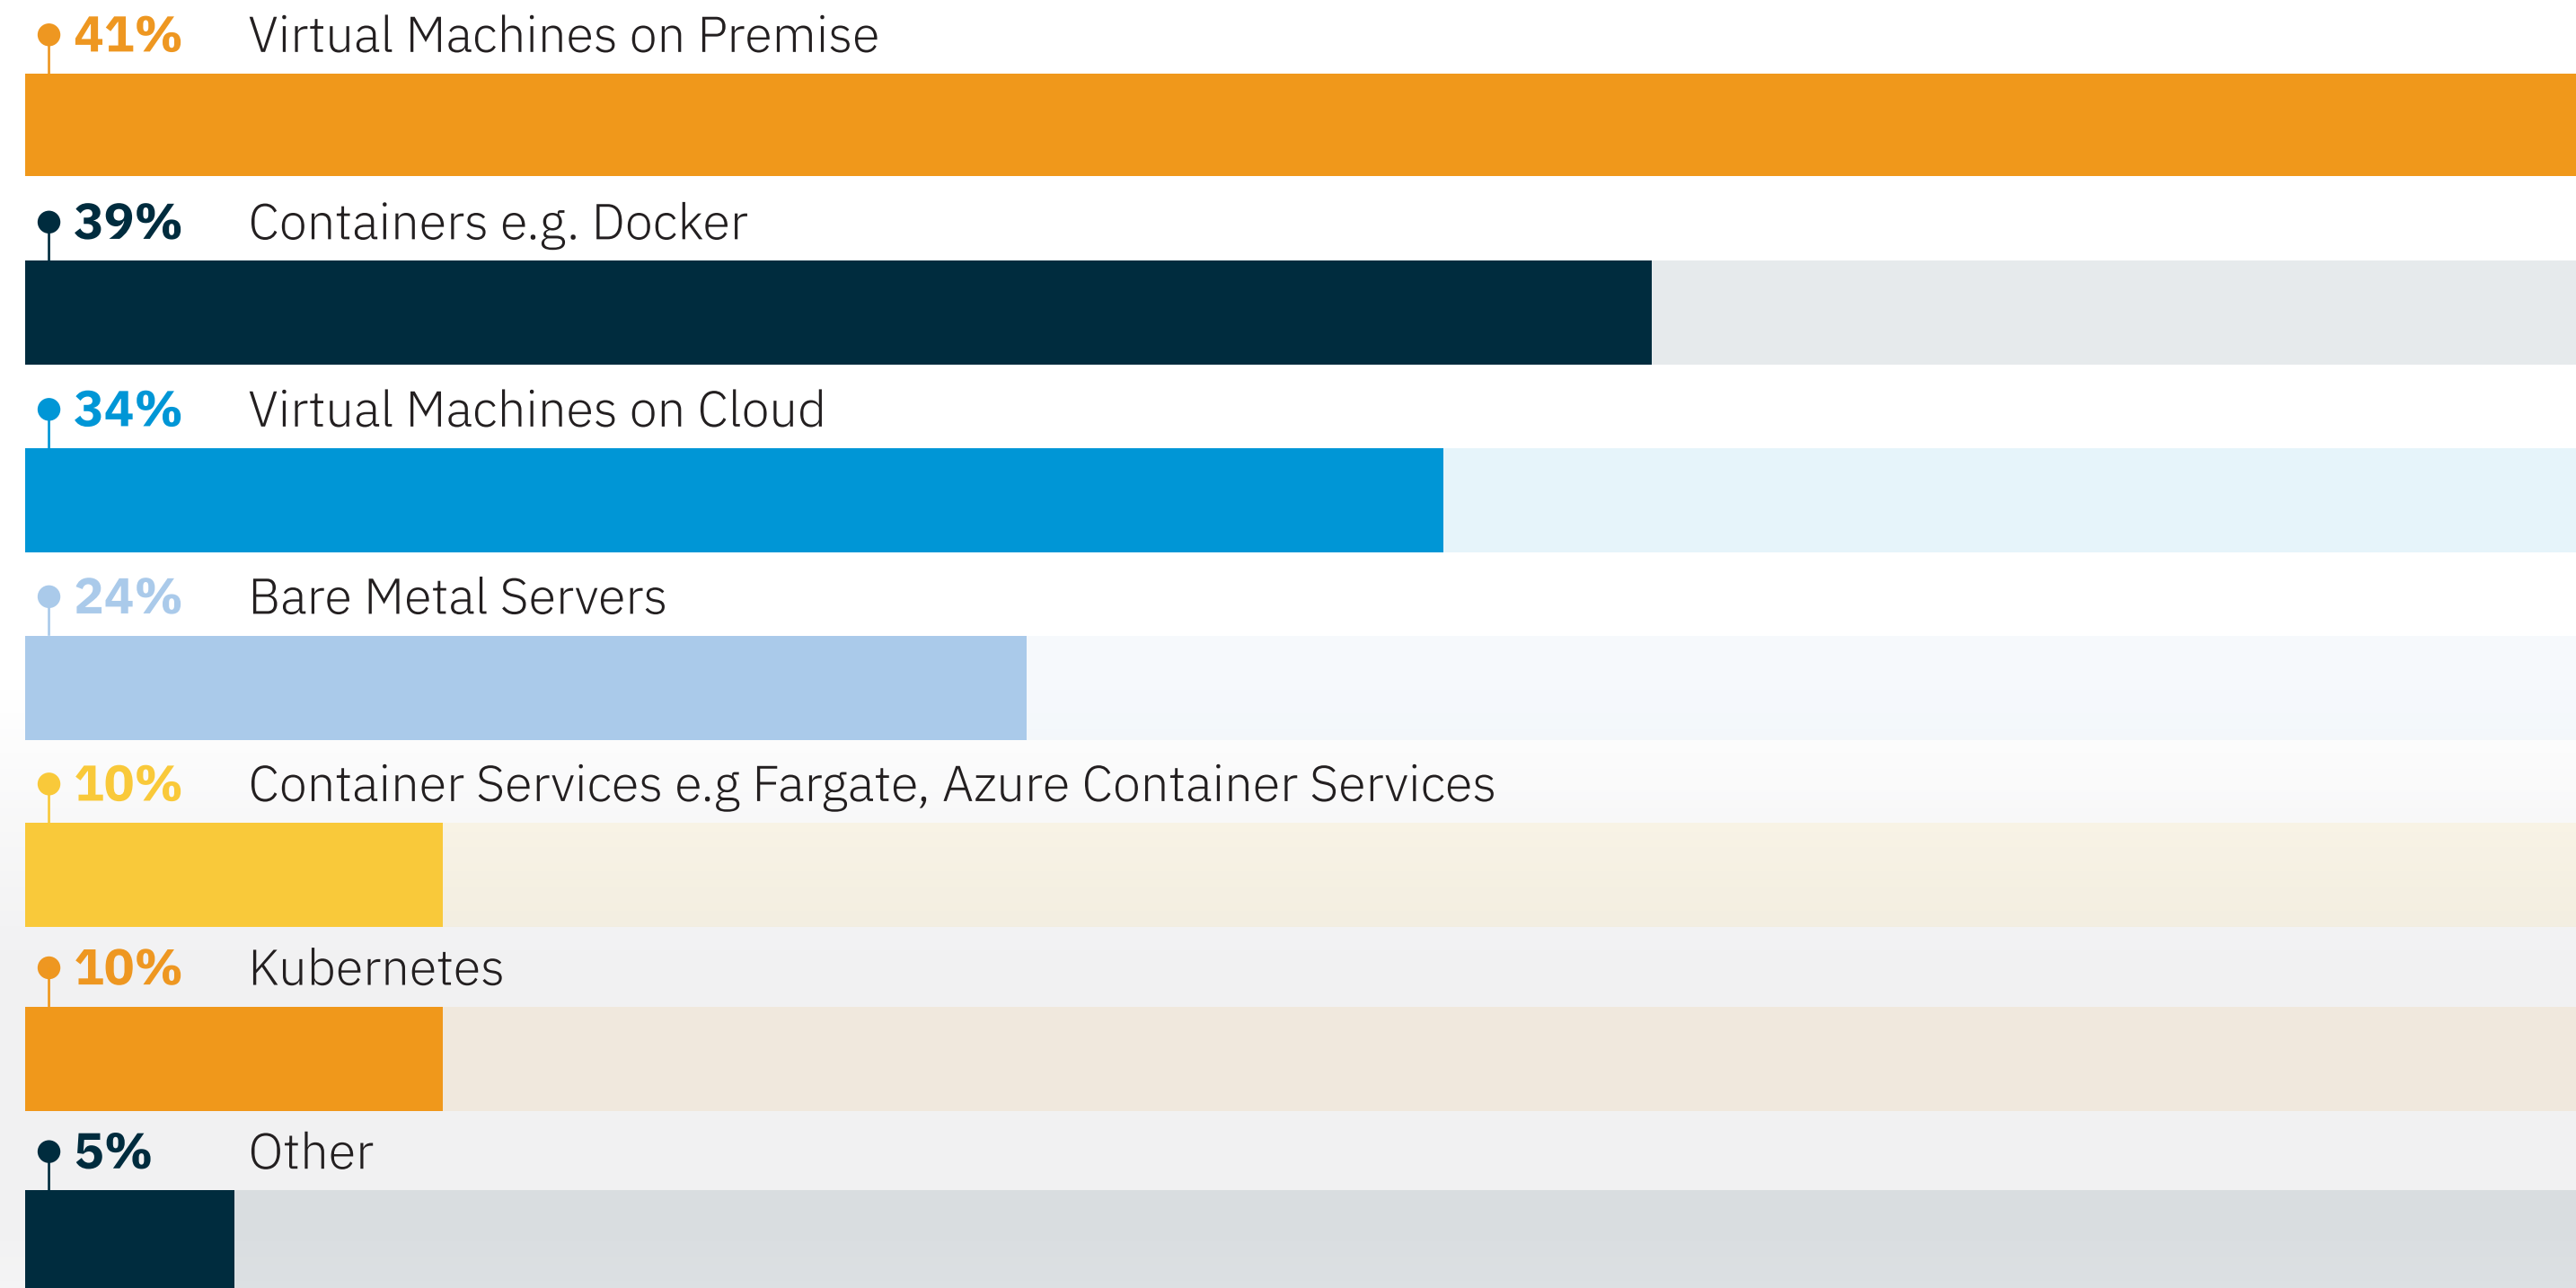 41% Virtual Machines on Premise
39% Containers e.g. Docker
34% Virtual Machines on Cloud
24% Bare Metal Servers
10% Container Services e.g Fargate, Azure Container Services
10% Kubernetes
5% Other